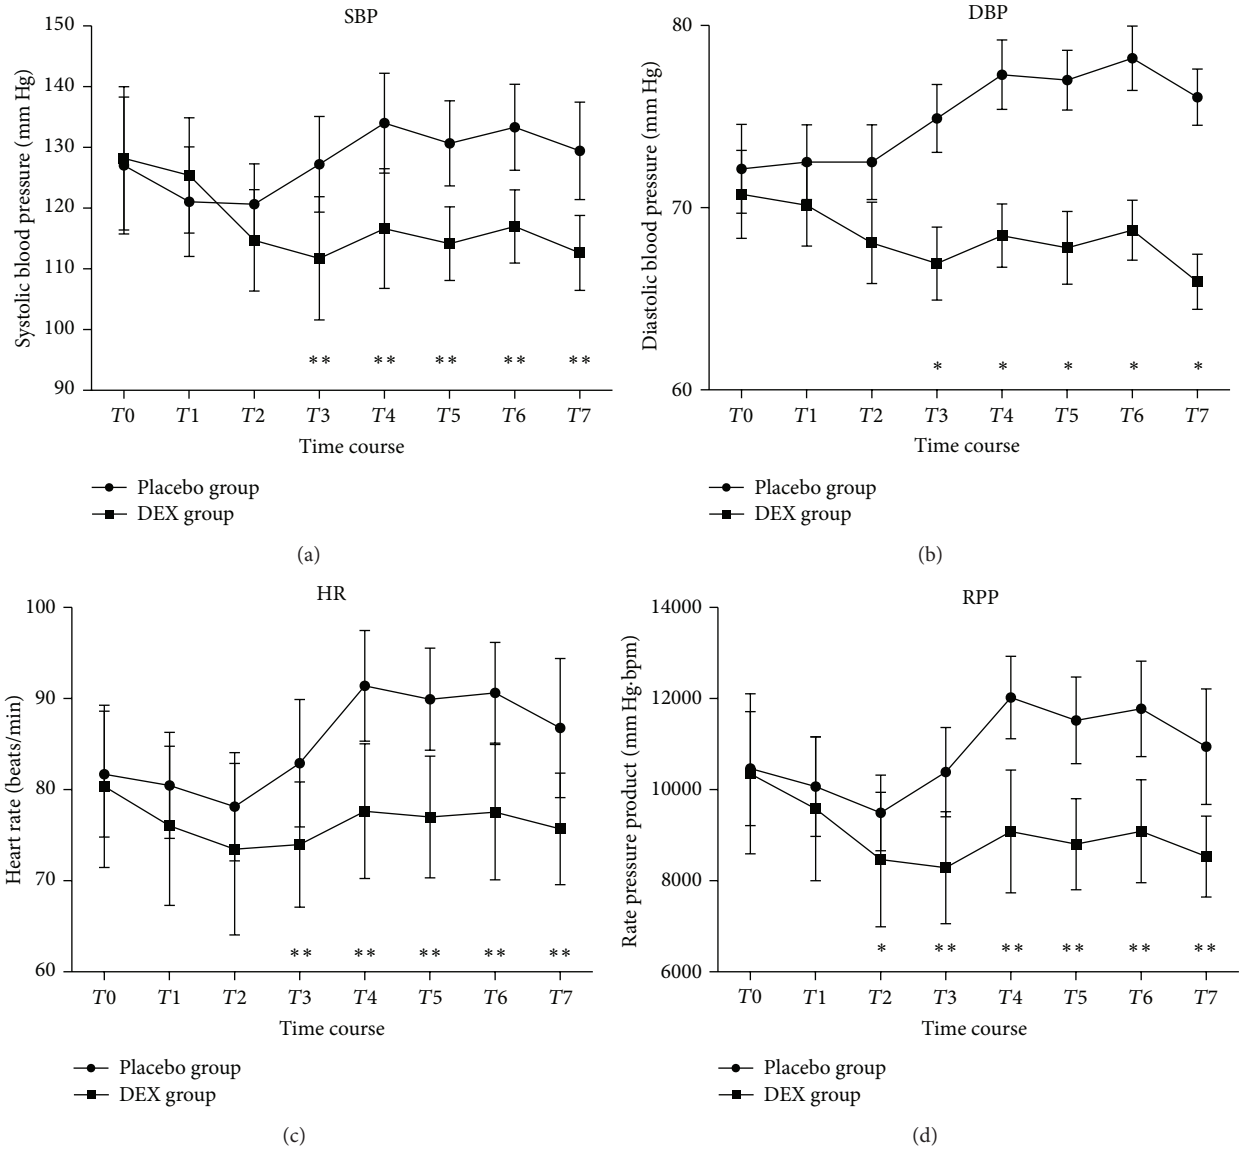 SBP
Systolic blood pressure (mm Hg)
150
140
130
120
110
100
90
** ** ** ** **
T0 T1 T2 T3 T4 T5 T6 T7
Time course
Placebo group
DEX group
(a)
DBP
Diastolic blood pressure (mm Hg)
80
70
60
* * * * *
T0 T1 T2 T3 T4 T5 T6 T7
Time course
Placebo group
DEX group
(b)
HR
Heart rate (beats/min)
100
90
80
70
60
** ** ** ** **
T0 T1 T2 T3 T4 T5 T6 T7
Time course
Placebo group
DEX group
(c)
RPP
Rate pressure product (mm Hg·bpm)
14000
12000
10000
8000
6000
* ** ** ** ** **
T0 T1 T2 T3 T4 T5 T6 T7
Time course
Placebo group
DEX group
(d)